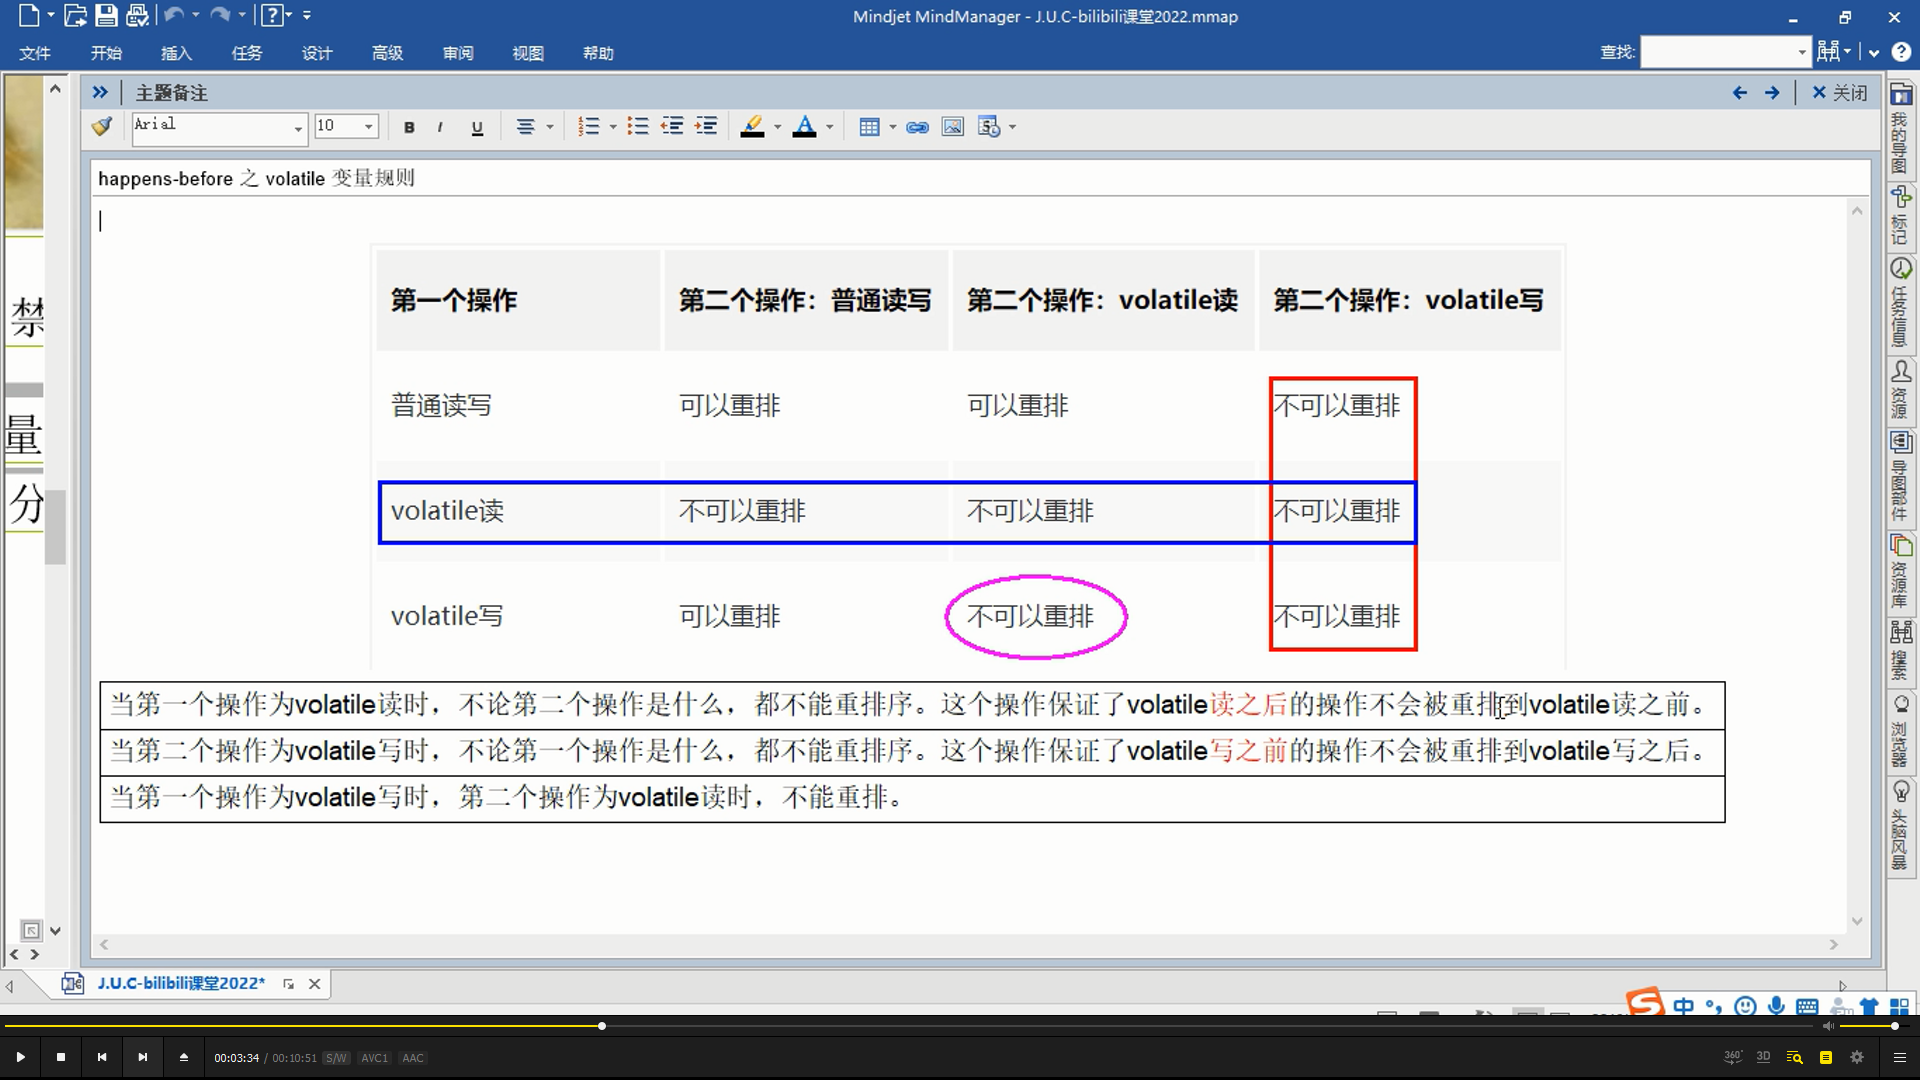 Mindjet MindManager - J.U.C-bilibili课堂2022.mmap
文件 开始 插入 任务 设计 高级 审阅 视图 帮助 查找:
主题备注 关闭
Arial 10 B I U
happens-before 之 volatile 变量规则
第一个操作 第二个操作：普通读写 第二个操作：volatile读 第二个操作：volatile写
普通读写 可以重排 可以重排 不可以重排
volatile读 不可以重排 不可以重排 不可以重排
volatile写 可以重排 不可以重排 不可以重排
当第一个操作为volatile读时，不论第二个操作是什么，都不能重排序。这个操作保证了volatile读之后的操作不会被重排到volatile读之前。
当第二个操作为volatile写时，不论第一个操作是什么，都不能重排序。这个操作保证了volatile写之前的操作不会被重排到volatile写之后。
当第一个操作为volatile写时，第二个操作为volatile读时，不能重排。
禁
量
分
我的导图
标记
任务信息
资源
导图部件
资源库
搜索
浏览器
头脑风暴
J.U.C-bilibili课堂2022*
中
00:03:34 / 00:10:51 S/W AVC1 AAC
360° 3D